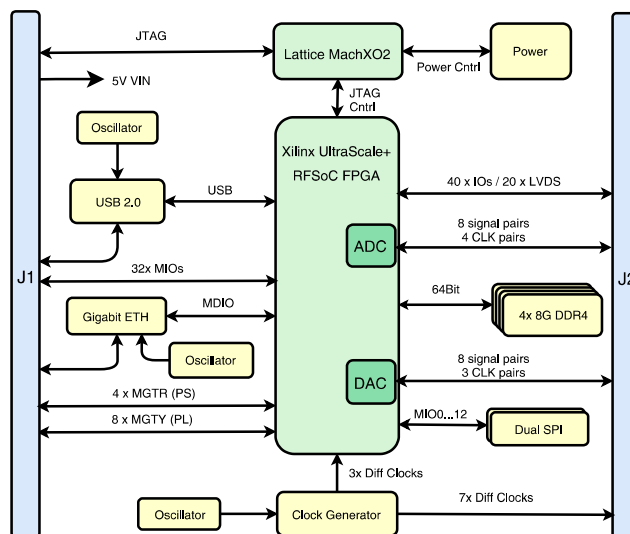 JTAG
Lattice MachXO2
Power
Power Cntrl
5V VIN
JTAG
Cntrl
Oscillator
Xilinx UltraScale+
RFSoC FPGA
USB 2.0
USB
40 x IOs / 20 x LVDS
8 signal pairs
4 CLK pairs
ADC
J1
J2
32x MIOs
64Bit
4x 8G DDR4
Gigabit ETH
MDIO
Oscillator
8 signal pairs
3 CLK pairs
DAC
4 x MGTR (PS)
8 x MGTY (PL)
MIO0...12
Dual SPI
3x Diff Clocks
Oscillator
Clock Generator
7x Diff Clocks